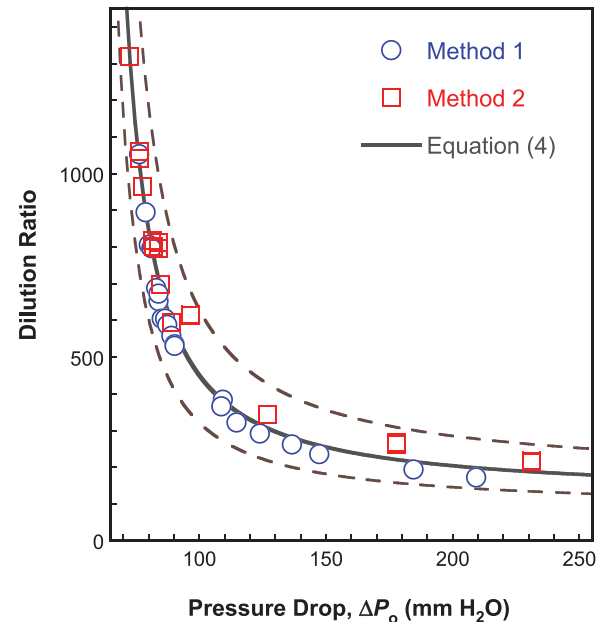 Method 1
Method 2
Equation (4)
1000
500
0
Dilution Ratio
100
150
200
250
Pressure Drop, ΔPₒ (mm H₂O)